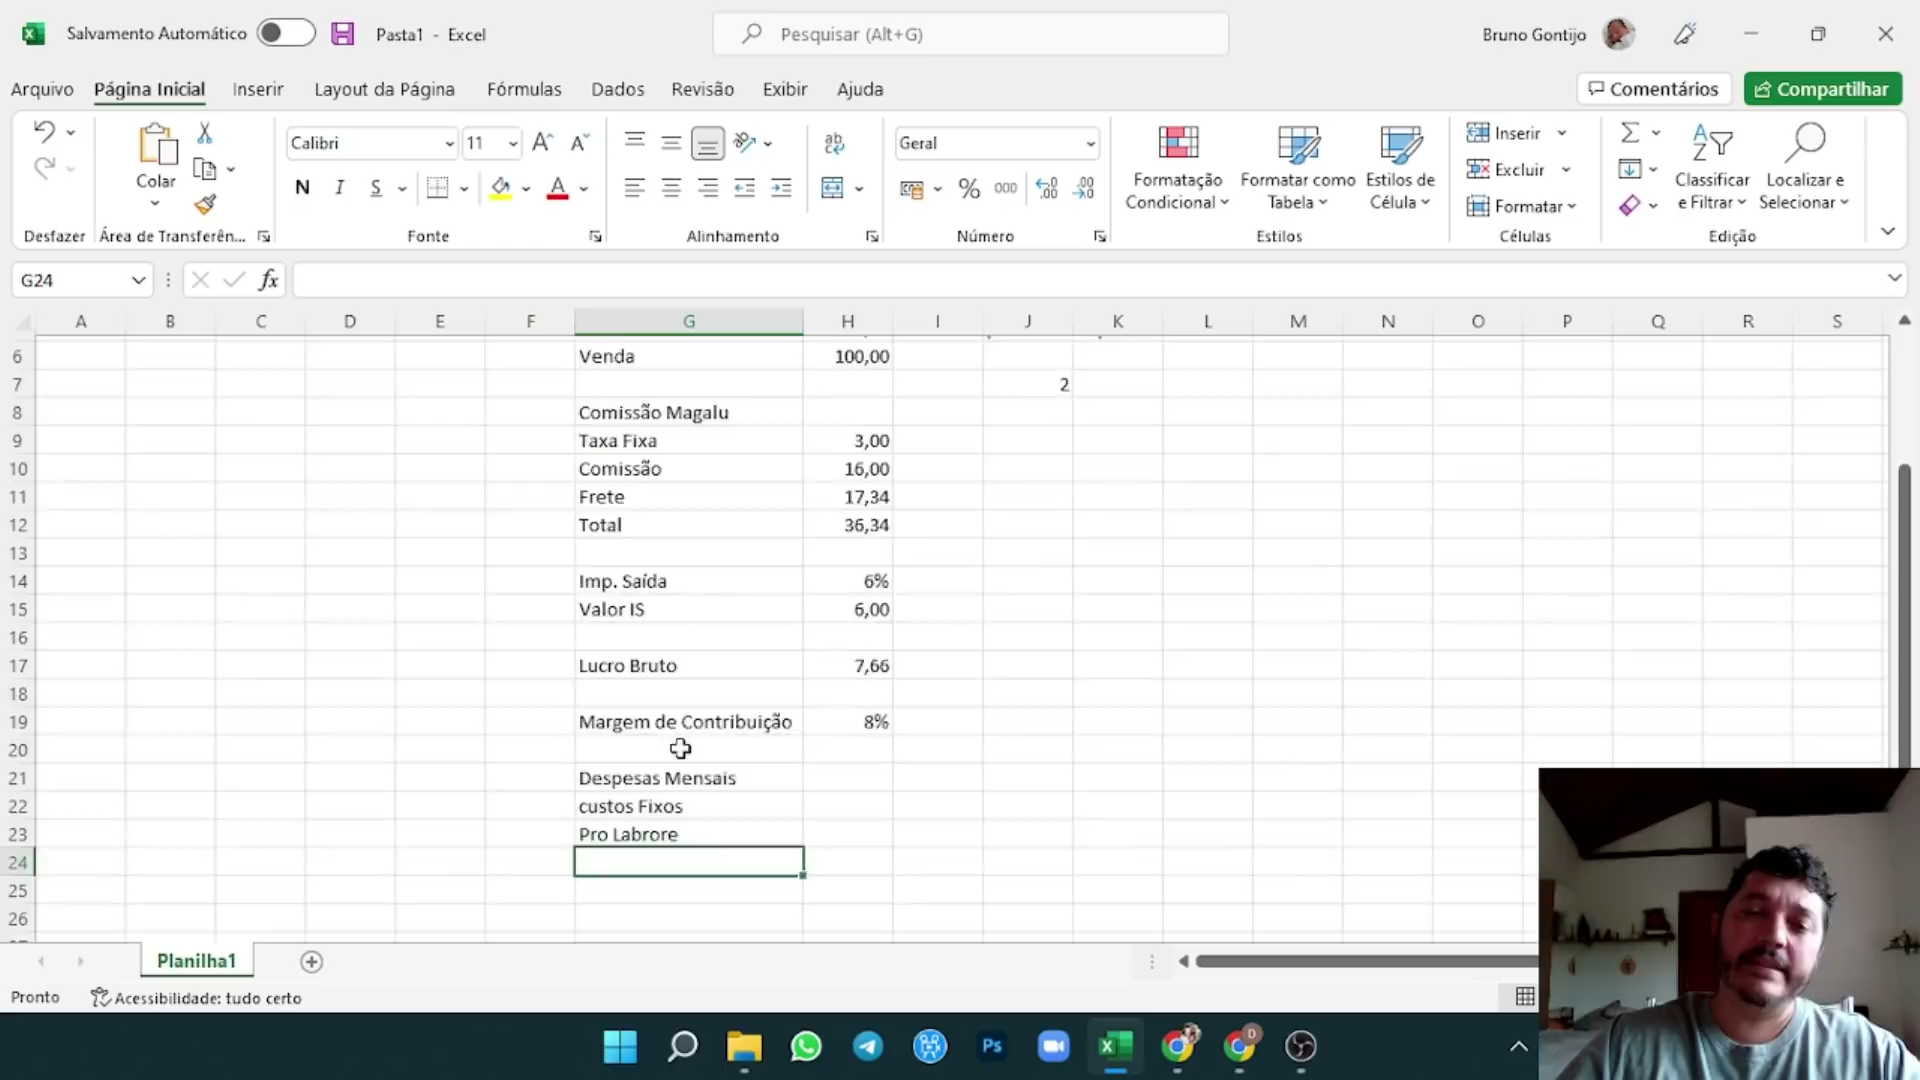 Salvamento Automático
Pasta1 - Excel
Pesquisar (Alt+G)
Bruno Gontijo
Arquivo
Página Inicial
Inserir
Layout da Página
Fórmulas
Dados
Revisão
Exibir
Ajuda
Comentários
Compartilhar
Colar
Calibri
11
N I S
ab
Geral
% 000
Formatação Condicional
Formatar como Tabela
Estilos de Célula
Inserir
Excluir
Formatar
Classificar e Filtrar
Localizar e Selecionar
Desfazer
Área de Transferên...
Fonte
Alinhamento
Número
Estilos
Células
Edição
G24
fx
A B C D E F G H I J K L M N O P Q R S
6 Venda 100,00
7 2
8 Comissão Magalu
9 Taxa Fixa 3,00
10 Comissão 16,00
11 Frete 17,34
12 Total 36,34
13
14 Imp. Saída 6%
15 Valor IS 6,00
16
17 Lucro Bruto 7,66
18
19 Margem de Contribuição 8%
20
21 Despesas Mensais
22 custos Fixos
23 Pro Labrore
24
25
26
Planilha1
Pronto
Acessibilidade: tudo certo
Ps
D